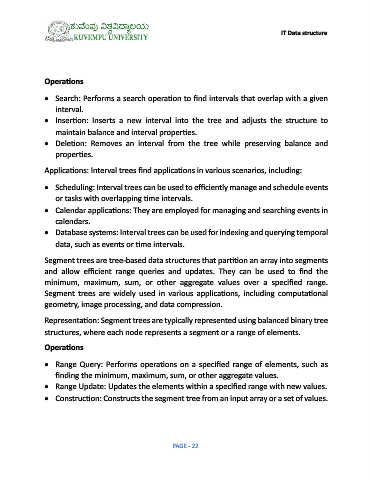 ಕುವೆಂಪು ವಿಶ್ವವಿದ್ಯಾಲಯ
KUVEMPU UNIVERSITY
IT Data structure
Operations
• Search: Performs a search operation to find intervals that overlap with a given
interval.
• Insertion: Inserts a new interval into the tree and adjusts the structure to
maintain balance and interval properties.
• Deletion: Removes an interval from the tree while preserving balance and
properties.
Applications: Interval trees find applications in various scenarios, including:
• Scheduling: Interval trees can be used to efficiently manage and schedule events
or tasks with overlapping time intervals.
• Calendar applications: They are employed for managing and searching events in
calendars.
• Database systems: Interval trees can be used for indexing and querying temporal
data, such as events or time intervals.
Segment trees are tree-based data structures that partition an array into segments
and allow efficient range queries and updates. They can be used to find the
minimum, maximum, sum, or other aggregate values over a specified range.
Segment trees are widely used in various applications, including computational
geometry, image processing, and data compression.
Representation: Segment trees are typically represented using balanced binary tree
structures, where each node represents a segment or a range of elements.
Operations
• Range Query: Performs operations on a specified range of elements, such as
finding the minimum, maximum, sum, or other aggregate values.
• Range Update: Updates the elements within a specified range with new values.
• Construction: Constructs the segment tree from an input array or a set of values.
PAGE - 22